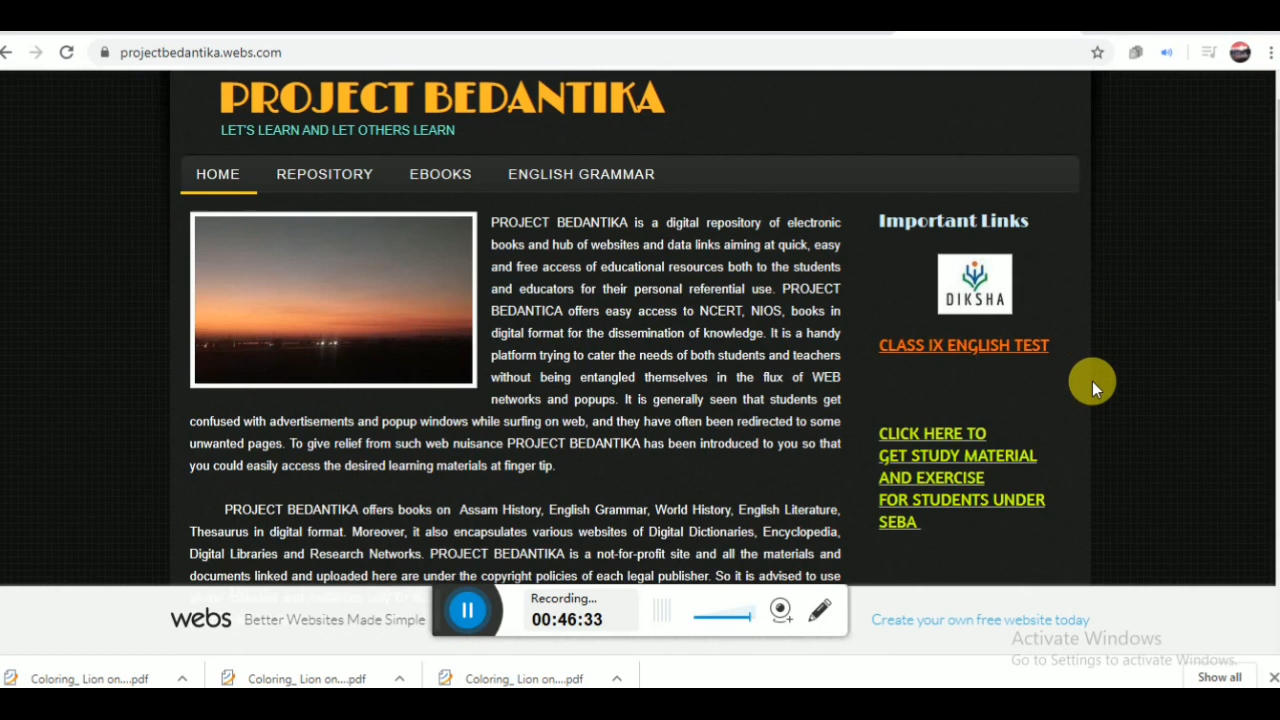 projectbedantika.webs.com
PROJECT BEDANTIKA
LET'S LEARN AND LET OTHERS LEARN
HOME REPOSITORY EBOOKS ENGLISH GRAMMAR
PROJECT BEDANTIKA is a digital repository of electronic
books and hub of websites and data links aiming at quick, easy
and free access of educational resources both to the students
and educators for their personal referential use. PROJECT
BEDANTICA offers easy access to NCERT, NIOS, books in
digital format for the dissemination of knowledge. It is a handy
platform trying to cater the needs of both students and teachers
without being entangled themselves in the flux of WEB
networks and popups. It is generally seen that students get
confused with advertisements and popup windows while surfing on web, and they have often been redirected to some
unwanted pages. To give relief from such web nuisance PROJECT BEDANTIKA has been introduced to you so that
you could easily access the desired learning materials at finger tip.
PROJECT BEDANTIKA offers books on Assam History, English Grammar, World History, English Literature,
Thesaurus in digital format. Moreover, it also encapsulates various websites of Digital Dictionaries, Encyclopedia,
Digital Libraries and Research Networks. PROJECT BEDANTIKA is a not-for-profit site and all the materials and
documents linked and uploaded here are under the copyright policies of each legal publisher. So it is advised to use
Important Links
DIKSHA
CLASS IX ENGLISH TEST
CLICK HERE TO
GET STUDY MATERIAL
AND EXERCISE
FOR STUDENTS UNDER
SEBA
webs Better Websites Made Simple
Recording...
00:46:33
Create your own free website today
Activate Windows
Go to Settings to activate Windows.
Coloring_ Lion on....pdf Coloring_ Lion on....pdf Coloring_ Lion on....pdf Show all